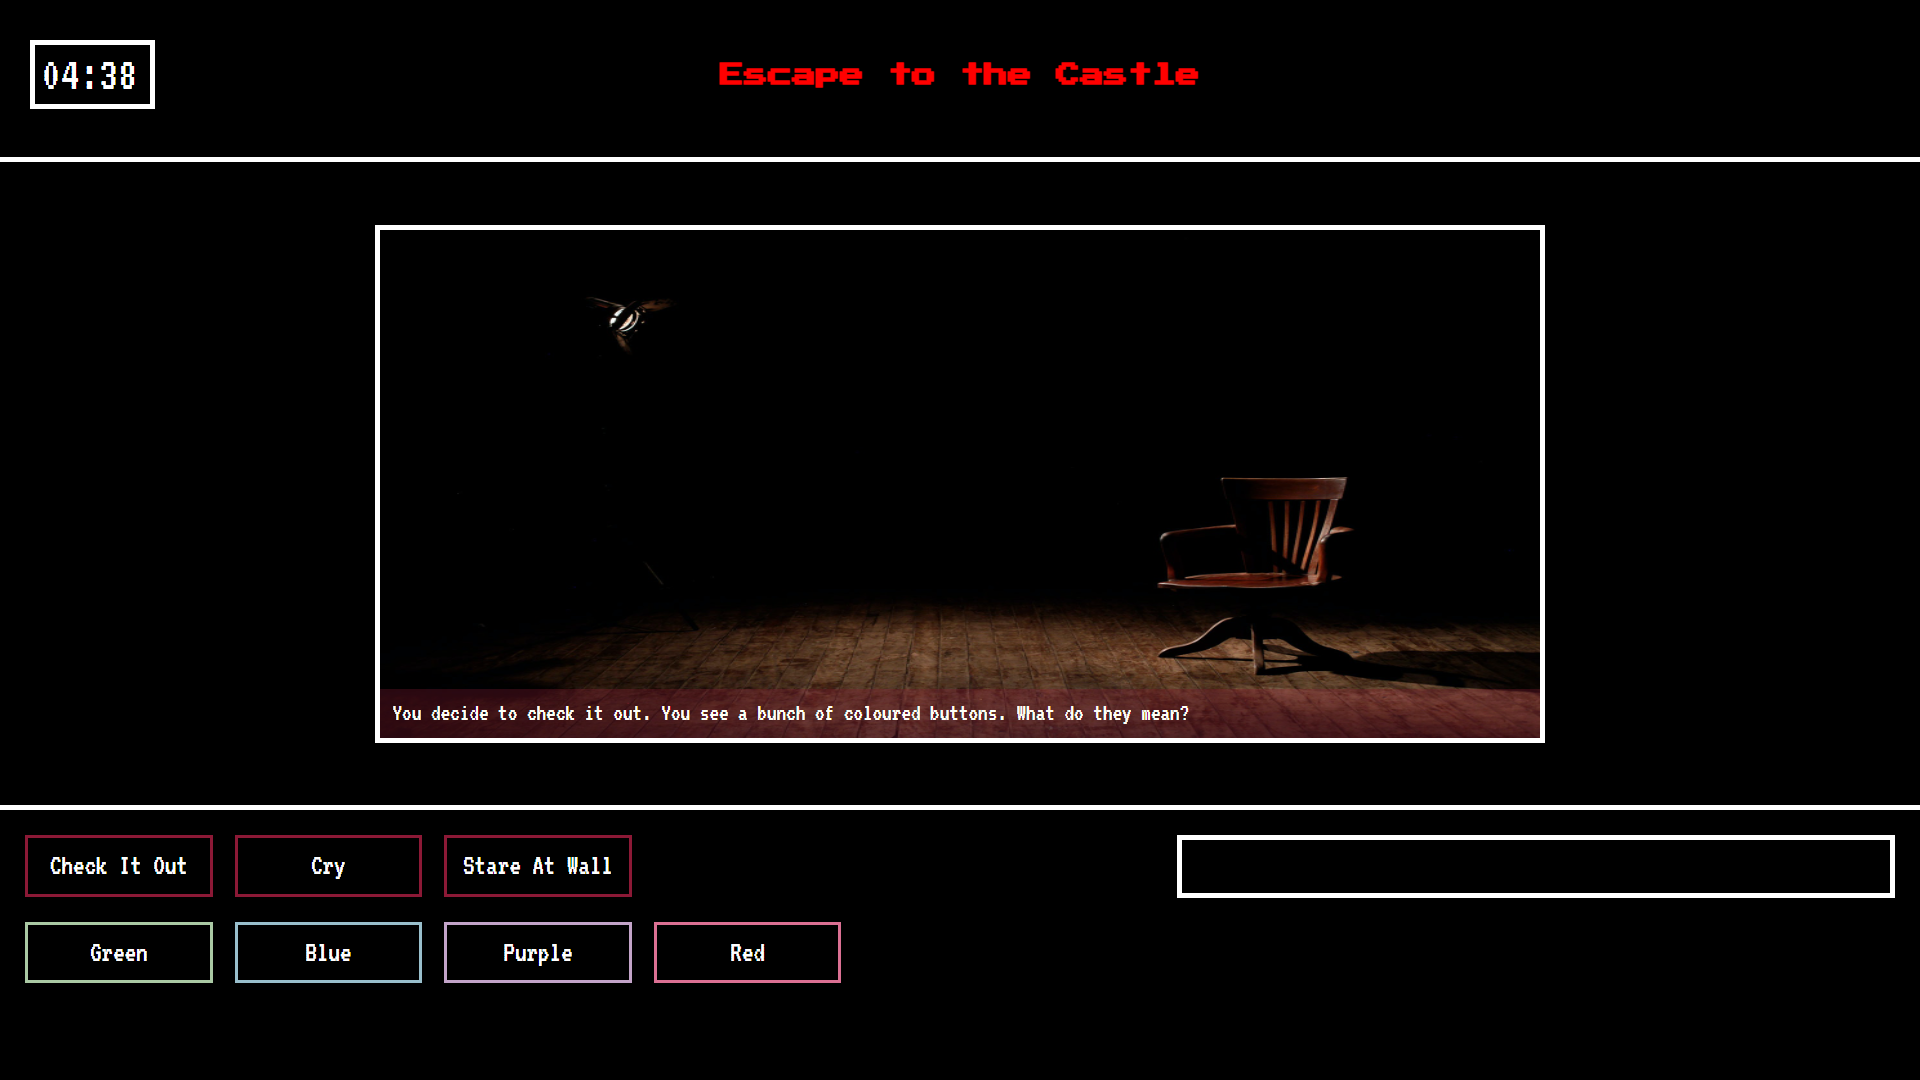 04:38
Escape to the Castle
You decide to check it out. You see a bunch of coloured buttons. What do they mean?
Check It Out
Cry
Stare At Wall
Green
Blue
Purple
Red